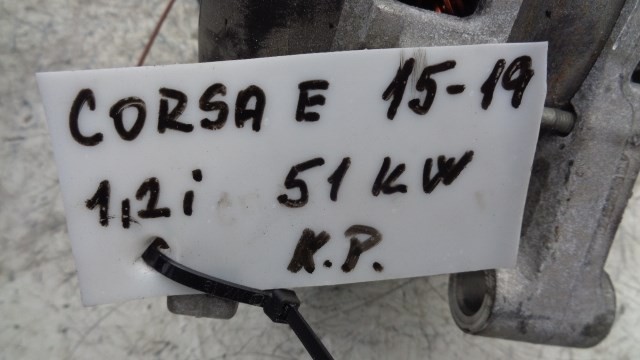 CORSA E 15-19
1,2i 51 KW
K.P.